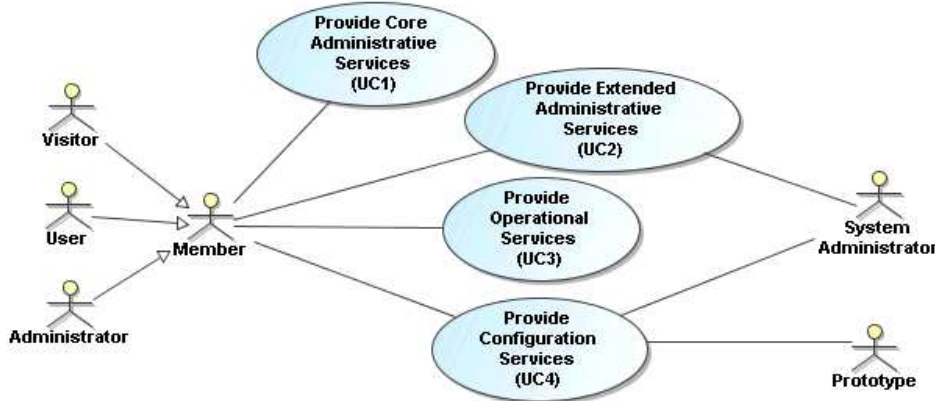 Provide Core
Administrative
Services
(UC1)
Provide Extended
Administrative
Services
(UC2)
Visitor
Provide
Operational
Services
(UC3)
User
Member
System
Administrator
Administrator
Provide
Configuration
Services
(UC4)
Prototype